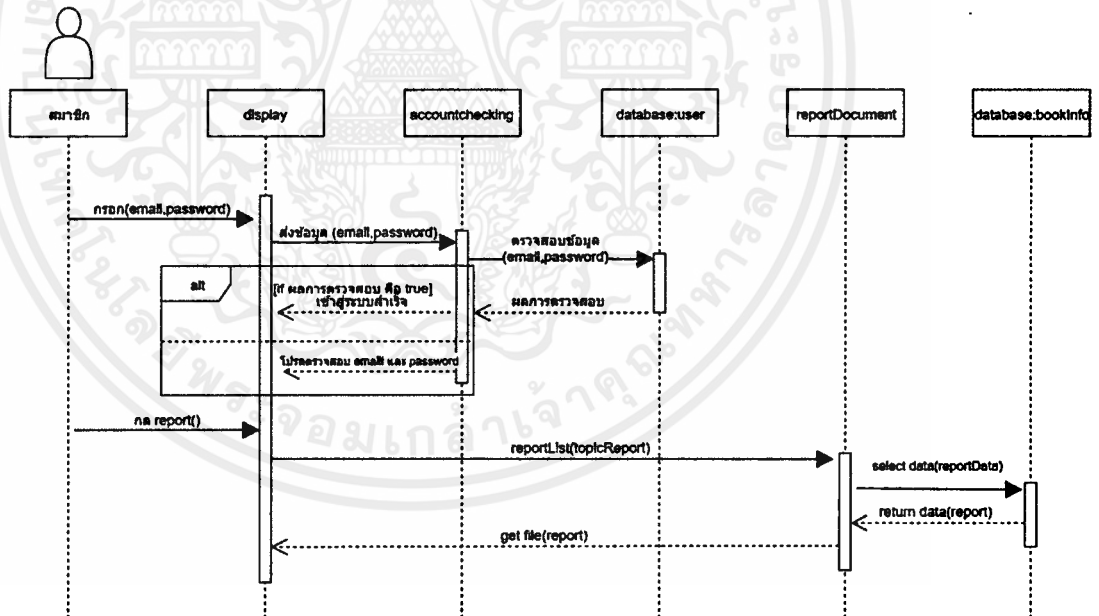 สมาชิก
display
accountchecking
database:user
reportDocument
database:bookInfo
กรอก(email,password)
ส่งข้อมูล (email,password)
ตรวจสอบข้อมูล
(email,password)
alt
[if ผลการตรวจสอบ คือ true]
เข้าสู่ระบบสำเร็จ
ผลการตรวจสอบ
โปรดตรวจสอบ email และ password
กด report()
reportList(topicReport)
select data(reportData)
return data(report)
get file(report)